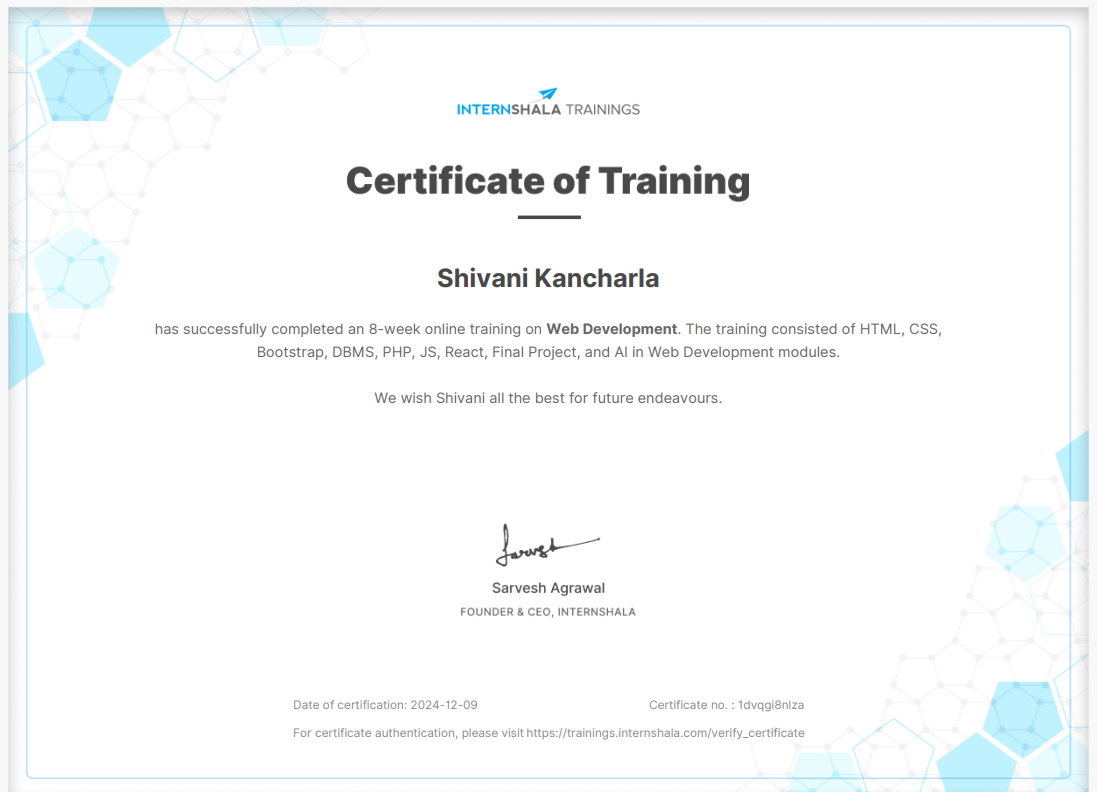 INTERNSHALA TRAININGS
Certificate of Training
Shivani Kancharla
has successfully completed an 8-week online training on Web Development. The training consisted of HTML, CSS,
Bootstrap, DBMS, PHP, JS, React, Final Project, and AI in Web Development modules.
We wish Shivani all the best for future endeavours.
Sarvesh
Sarvesh Agrawal
FOUNDER & CEO, INTERNSHALA
Date of certification: 2024-12-09 Certificate no. : 1dvqgi8nlza
For certificate authentication, please visit https://trainings.internshala.com/verify_certificate